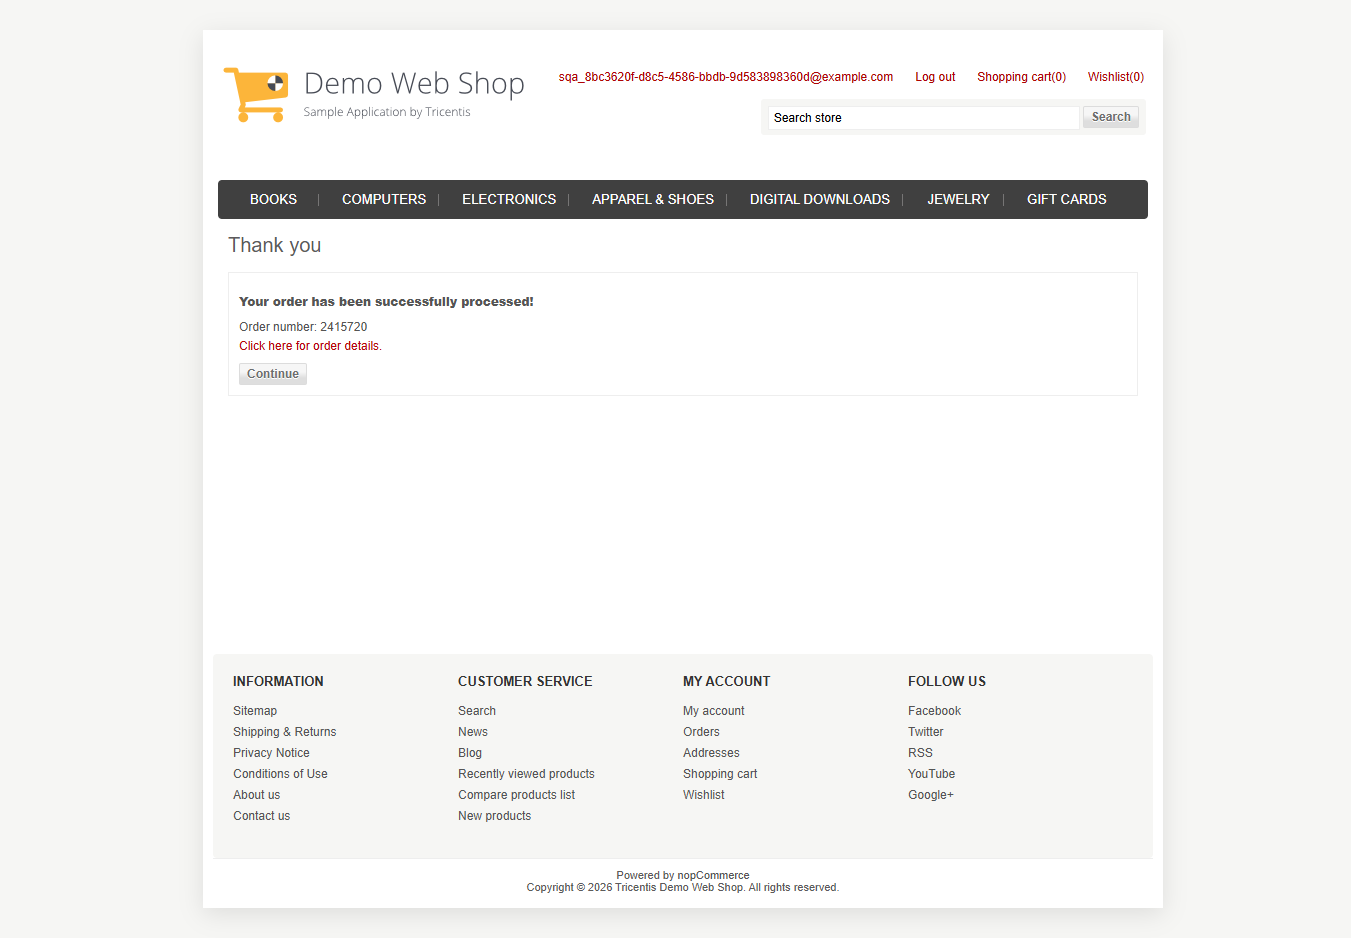 Demo Web Shop
Sample Application by Tricentis
sqa_8bc3620f-d8c5-4586-bbdb-9d583898360d@example.com Log out Shopping cart(0) Wishlist(0)
Search store Search
BOOKS COMPUTERS ELECTRONICS APPAREL & SHOES DIGITAL DOWNLOADS JEWELRY GIFT CARDS
Thank you
Your order has been successfully processed!
Order number: 2415720
Click here for order details.
Continue
INFORMATION
Sitemap
Shipping & Returns
Privacy Notice
Conditions of Use
About us
Contact us
CUSTOMER SERVICE
Search
News
Blog
Recently viewed products
Compare products list
New products
MY ACCOUNT
My account
Orders
Addresses
Shopping cart
Wishlist
FOLLOW US
Facebook
Twitter
RSS
YouTube
Google+
Powered by nopCommerce
Copyright © 2026 Tricentis Demo Web Shop. All rights reserved.